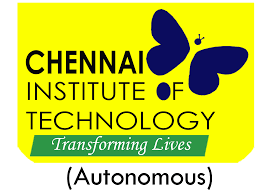 CHENNAI
INSTITUTE OF
TECHNOLOGY
Transforming Lives
(Autonomous)